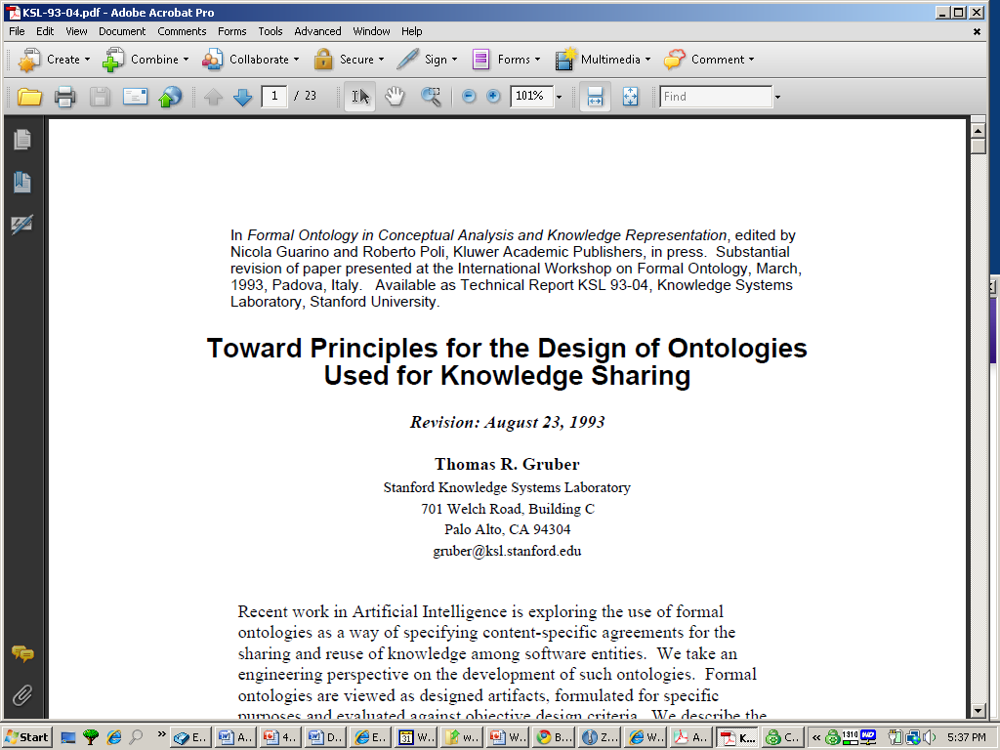 KSL-93-04.pdf - Adobe Acrobat Pro
File Edit View Document Comments Forms Tools Advanced Window Help
Create Combine Collaborate Secure Sign Forms Multimedia Comment
1 / 23 101% Find
In Formal Ontology in Conceptual Analysis and Knowledge Representation, edited by
Nicola Guarino and Roberto Poli, Kluwer Academic Publishers, in press. Substantial
revision of paper presented at the International Workshop on Formal Ontology, March,
1993, Padova, Italy. Available as Technical Report KSL 93-04, Knowledge Systems
Laboratory, Stanford University.
Toward Principles for the Design of Ontologies
Used for Knowledge Sharing
Revision: August 23, 1993
Thomas R. Gruber
Stanford Knowledge Systems Laboratory
701 Welch Road, Building C
Palo Alto, CA 94304
gruber@ksl.stanford.edu
Recent work in Artificial Intelligence is exploring the use of formal
ontologies as a way of specifying content-specific agreements for the
sharing and reuse of knowledge among software entities. We take an
engineering perspective on the development of such ontologies. Formal
ontologies are viewed as designed artifacts, formulated for specific
purposes and evaluated against objective design criteria. We describe the
Start » E.. A.. 4.. D.. E.. W.. w.. W.. B.. Z.. W.. A.. K.. C.. « 1310 5:37 PM